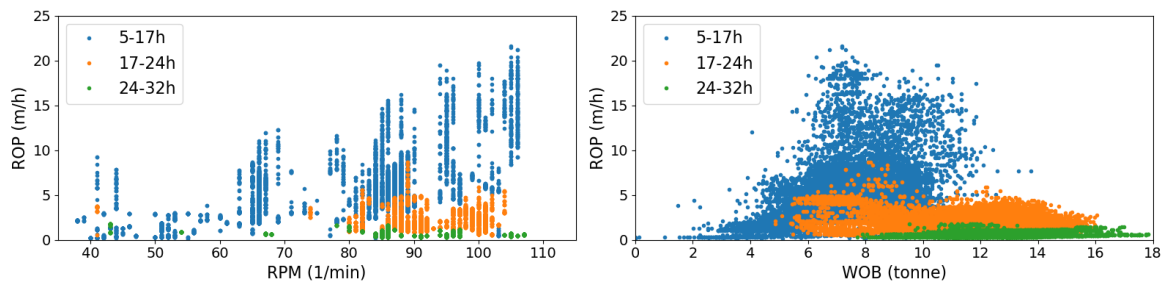 25
20
15
10
5
0
ROP (m/h)
5-17h
17-24h
24-32h
40 50 60 70 80 90 100 110
RPM (1/min)
25
20
15
10
5
0
ROP (m/h)
5-17h
17-24h
24-32h
0 2 4 6 8 10 12 14 16 18
WOB (tonne)